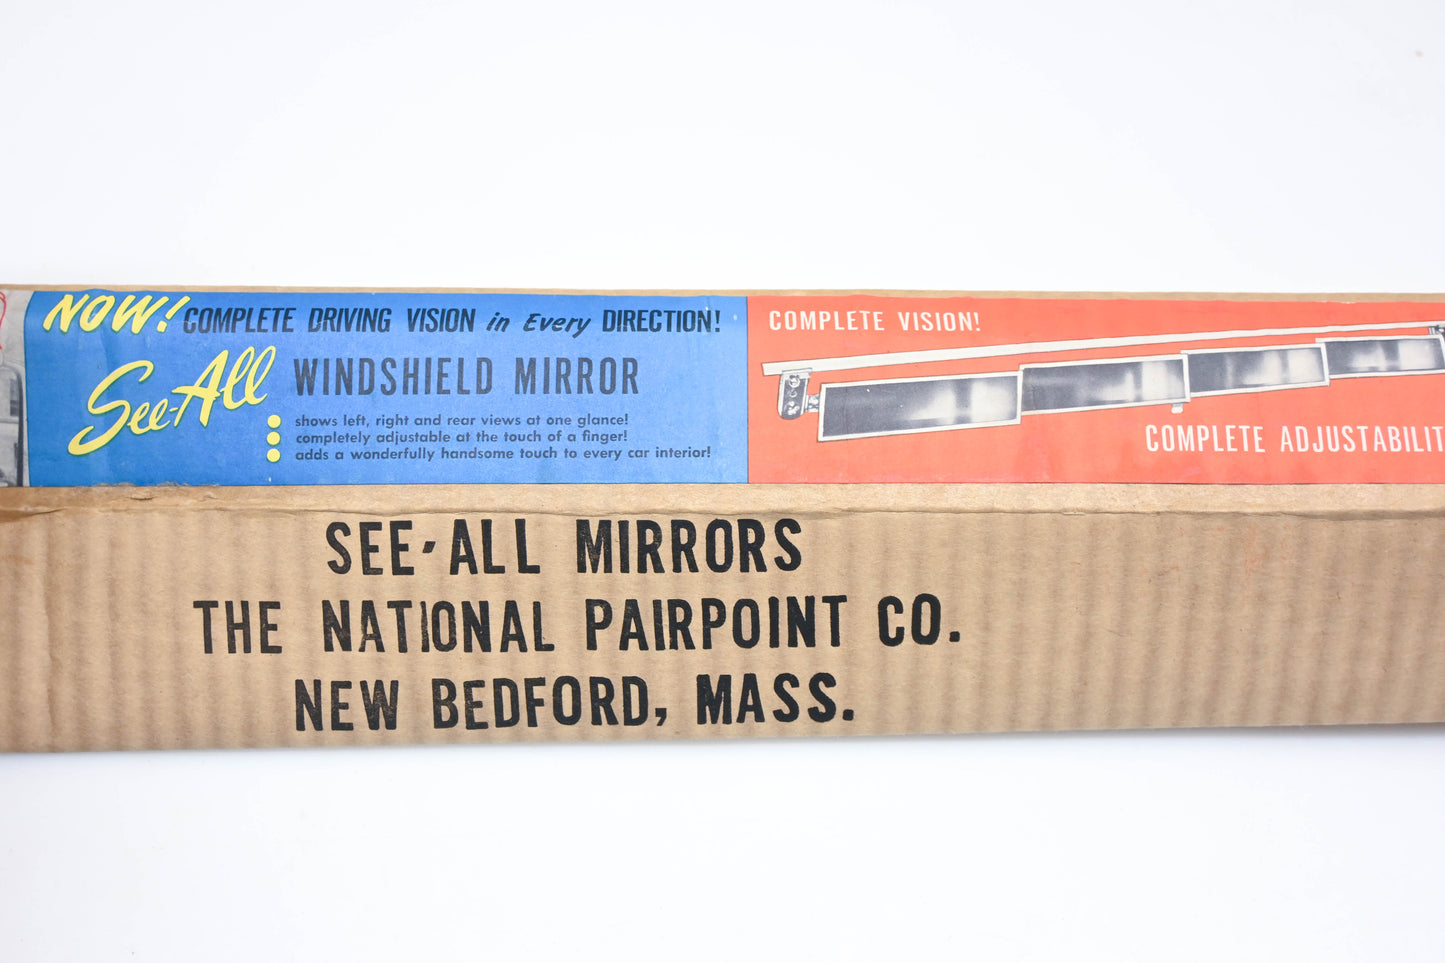 NOW! COMPLETE DRIVING VISION in Every DIRECTION!
See-All WINDSHIELD MIRROR
shows left, right and rear views at one glance!
completely adjustable at the touch of a finger!
adds a wonderfully handsome touch to every car interior!
COMPLETE VISION!
COMPLETE ADJUSTABILIT
SEE-ALL MIRRORS
THE NATIONAL PAIRPOINT CO.
NEW BEDFORD, MASS.